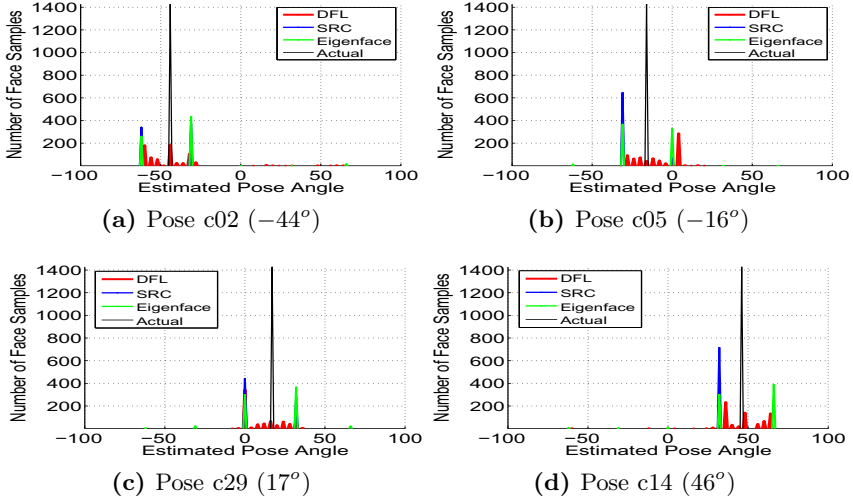 Number of Face Samples
1400
1200
1000
800
600
400
200
DFL
SRC
Eigenface
Actual
−100 −50 0 50 100
Estimated Pose Angle
(a) Pose c02 (−44°)
Number of Face Samples
1400
1200
1000
800
600
400
200
DFL
SRC
Eigenface
Actual
−100 −50 0 50 100
Estimated Pose Angle
(b) Pose c05 (−16°)
Number of Face Samples
1400
1200
1000
800
600
400
200
DFL
SRC
Eigenface
Actual
−100 −50 0 50 100
Estimated Pose Angle
(c) Pose c29 (17°)
Number of Face Samples
1400
1200
1000
800
600
400
200
DFL
SRC
Eigenface
Actual
−100 −50 0 50 100
Estimated Pose Angle
(d) Pose c14 (46°)